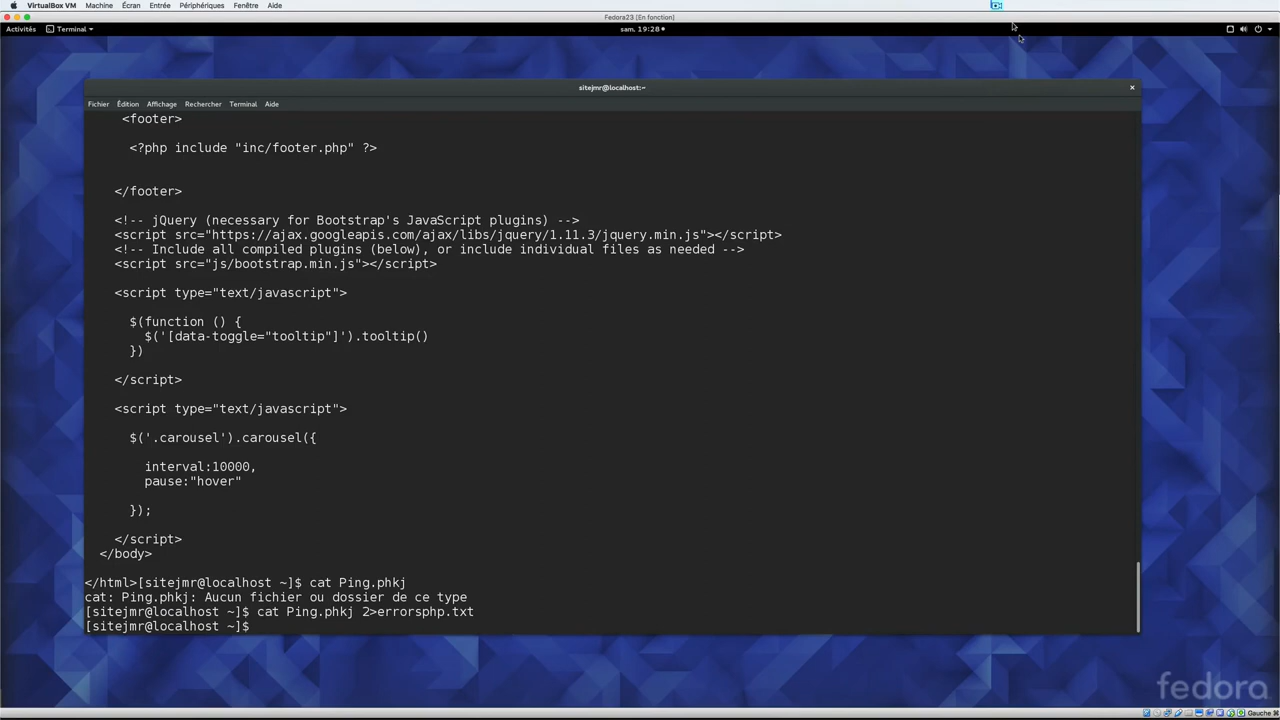 VirtualBox VM Machine Écran Entrée Périphériques Fenêtre Aide
Fedora23 [En fonction]
Activités Terminal sam. 19:28
sitejmr@localhost:~
Fichier Édition Affichage Rechercher Terminal Aide
<footer>
<?php include "inc/footer.php" ?>
</footer>
<!-- jQuery (necessary for Bootstrap's JavaScript plugins) -->
<script src="https://ajax.googleapis.com/ajax/libs/jquery/1.11.3/jquery.min.js"></script>
<!-- Include all compiled plugins (below), or include individual files as needed -->
<script src="js/bootstrap.min.js"></script>
<script type="text/javascript">
$(function () {
$('[data-toggle="tooltip"]').tooltip()
})
</script>
<script type="text/javascript">
$('.carousel').carousel({
interval:10000,
pause:"hover"
});
</script>
</body>
</html>[sitejmr@localhost ~]$ cat Ping.phkj
cat: Ping.phkj: Aucun fichier ou dossier de ce type
[sitejmr@localhost ~]$ cat Ping.phkj 2>errorsphp.txt
[sitejmr@localhost ~]$
fedora
Gauche ⌘